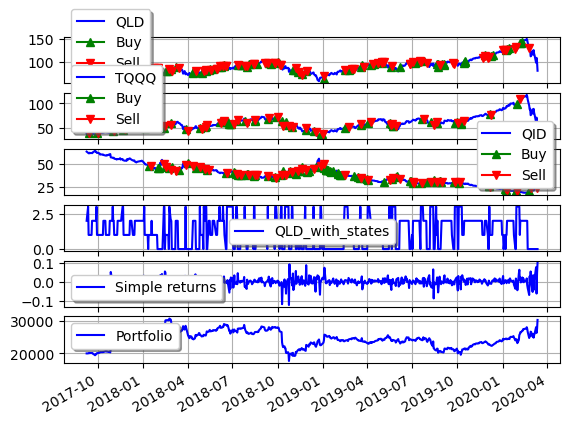 QLD
Buy
Sell
150
100
TQQQ
Buy
Sell
100
50
QID
Buy
Sell
50
25
2.5
0.0
QLD_with_states
0.1
0.0
−0.1
Simple returns
30000
20000
Portfolio
2017-10 2018-01 2018-04 2018-07 2018-10 2019-01 2019-04 2019-07 2019-10 2020-01 2020-04